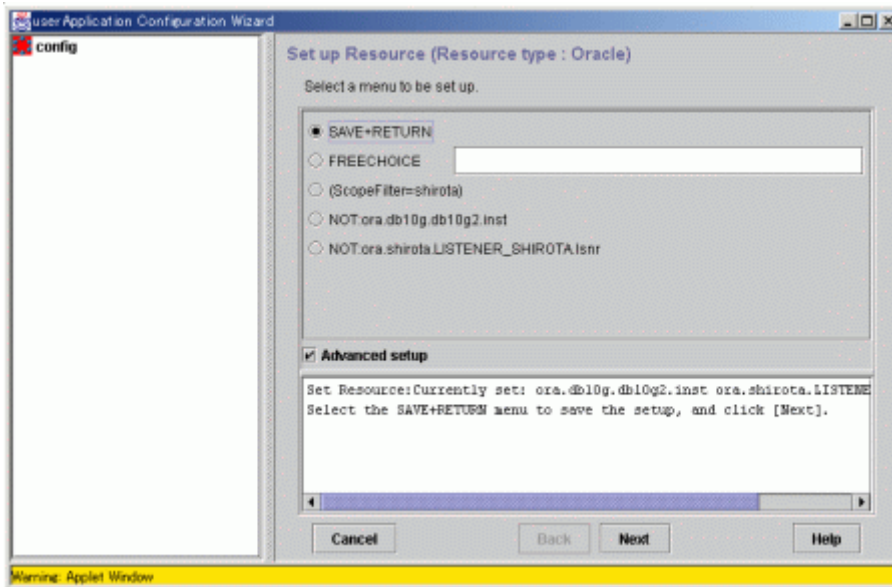 userApplication Configuration Wizard
config
Set up Resource (Resource type : Oracle)
Select a menu to be set up.
SAVE+RETURN
FREECHOICE
(ScopeFilter=shirota)
NOT:ora.db10g.db10g2.inst
NOT:ora.shirota.LISTENER_SHIROTA.lsnr
Advanced setup
Set Resource:Currently set: ora.db10g.db10g2.inst ora.shirota.LISTENE
Select the SAVE+RETURN menu to save the setup, and click [Next].
Cancel Back Next Help
Warning: Applet Window